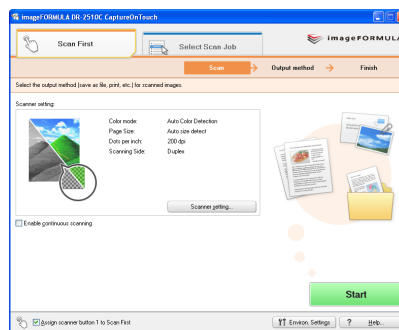 imageFORMULA DR-2510C CaptureOnTouch
Scan First
Select Scan Job
imageFORMULA
Scan
Output method
Finish
Select the output method (save as file, print, etc.) for scanned images.
Scanner setting:
Color mode: Auto Color Detection
Page Size: Auto size detect
Dots per inch: 200 dpi
Scanning Side: Duplex
Scanner setting...
Enable continuous scanning
Start
Assign scanner button 1 to Scan First
Environ. Settings
? Help...